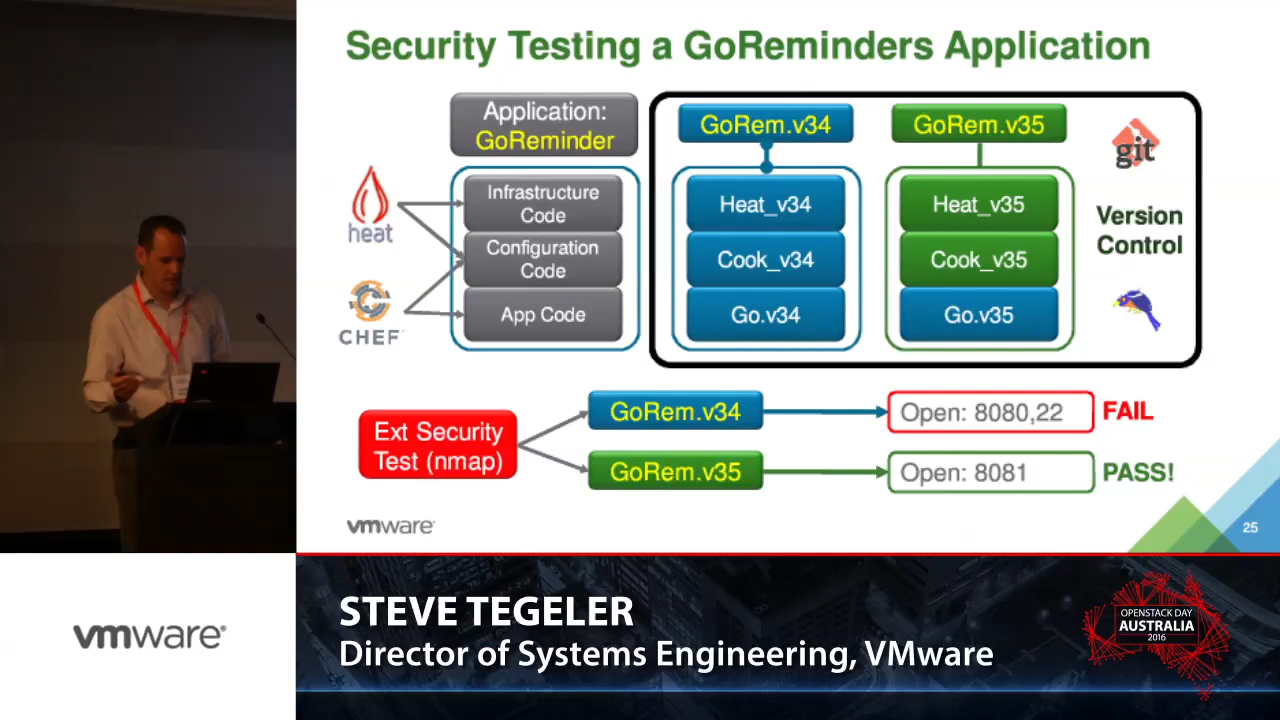 Security Testing a GoReminders Application
Application:
GoReminder
GoRem.v34
GoRem.v35
git
heat
Infrastructure
Code
Heat_v34
Heat_v35
Version
Control
Configuration
Code
Cook_v34
Cook_v35
CHEF
App Code
Go.v34
Go.v35
Ext Security
Test (nmap)
GoRem.v34
Open: 8080,22
FAIL
GoRem.v35
Open: 8081
PASS!
vmware
25
vmware®
STEVE TEGELER
Director of Systems Engineering, VMware
OPENSTACK DAY
AUSTRALIA
2016